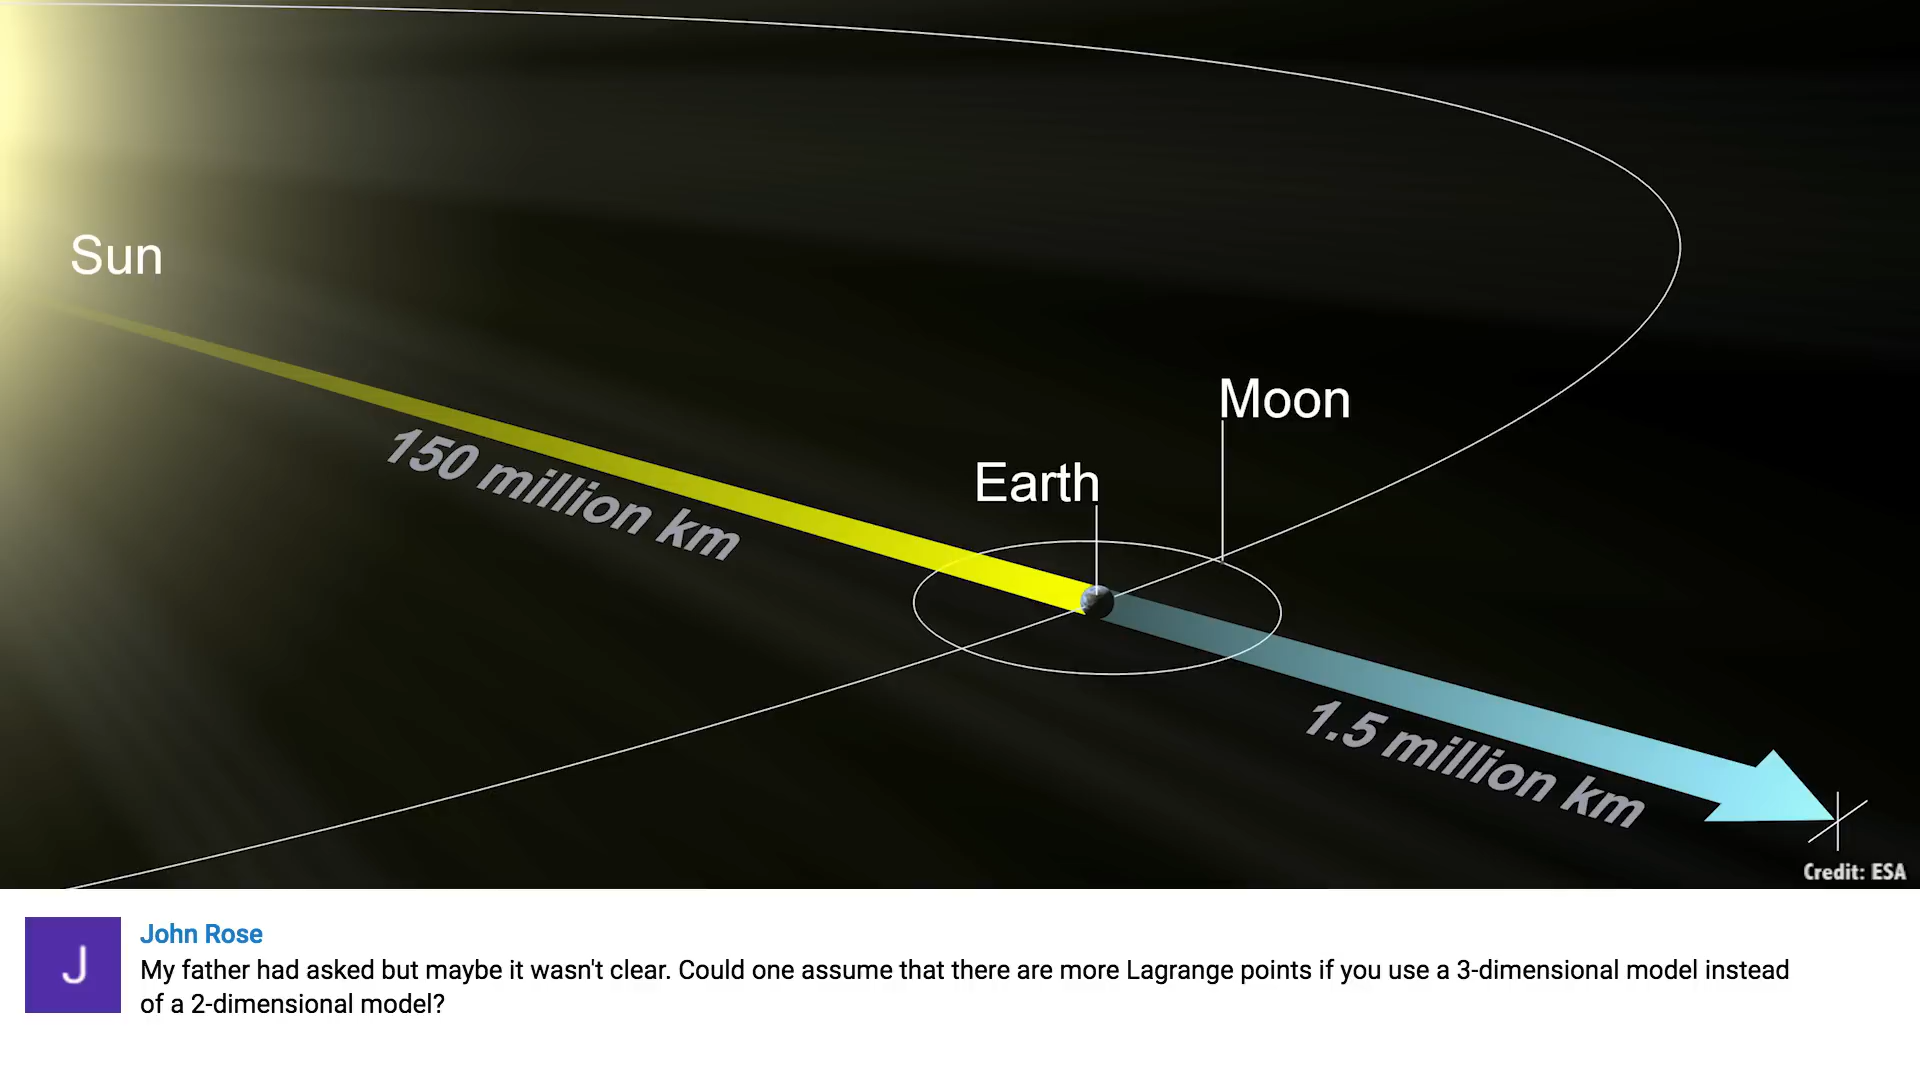 Sun
Moon
Earth
150 million km
1.5 million km
Credit: ESA
J
John Rose
My father had asked but maybe it wasn't clear. Could one assume that there are more Lagrange points if you use a 3-dimensional model instead
of a 2-dimensional model?